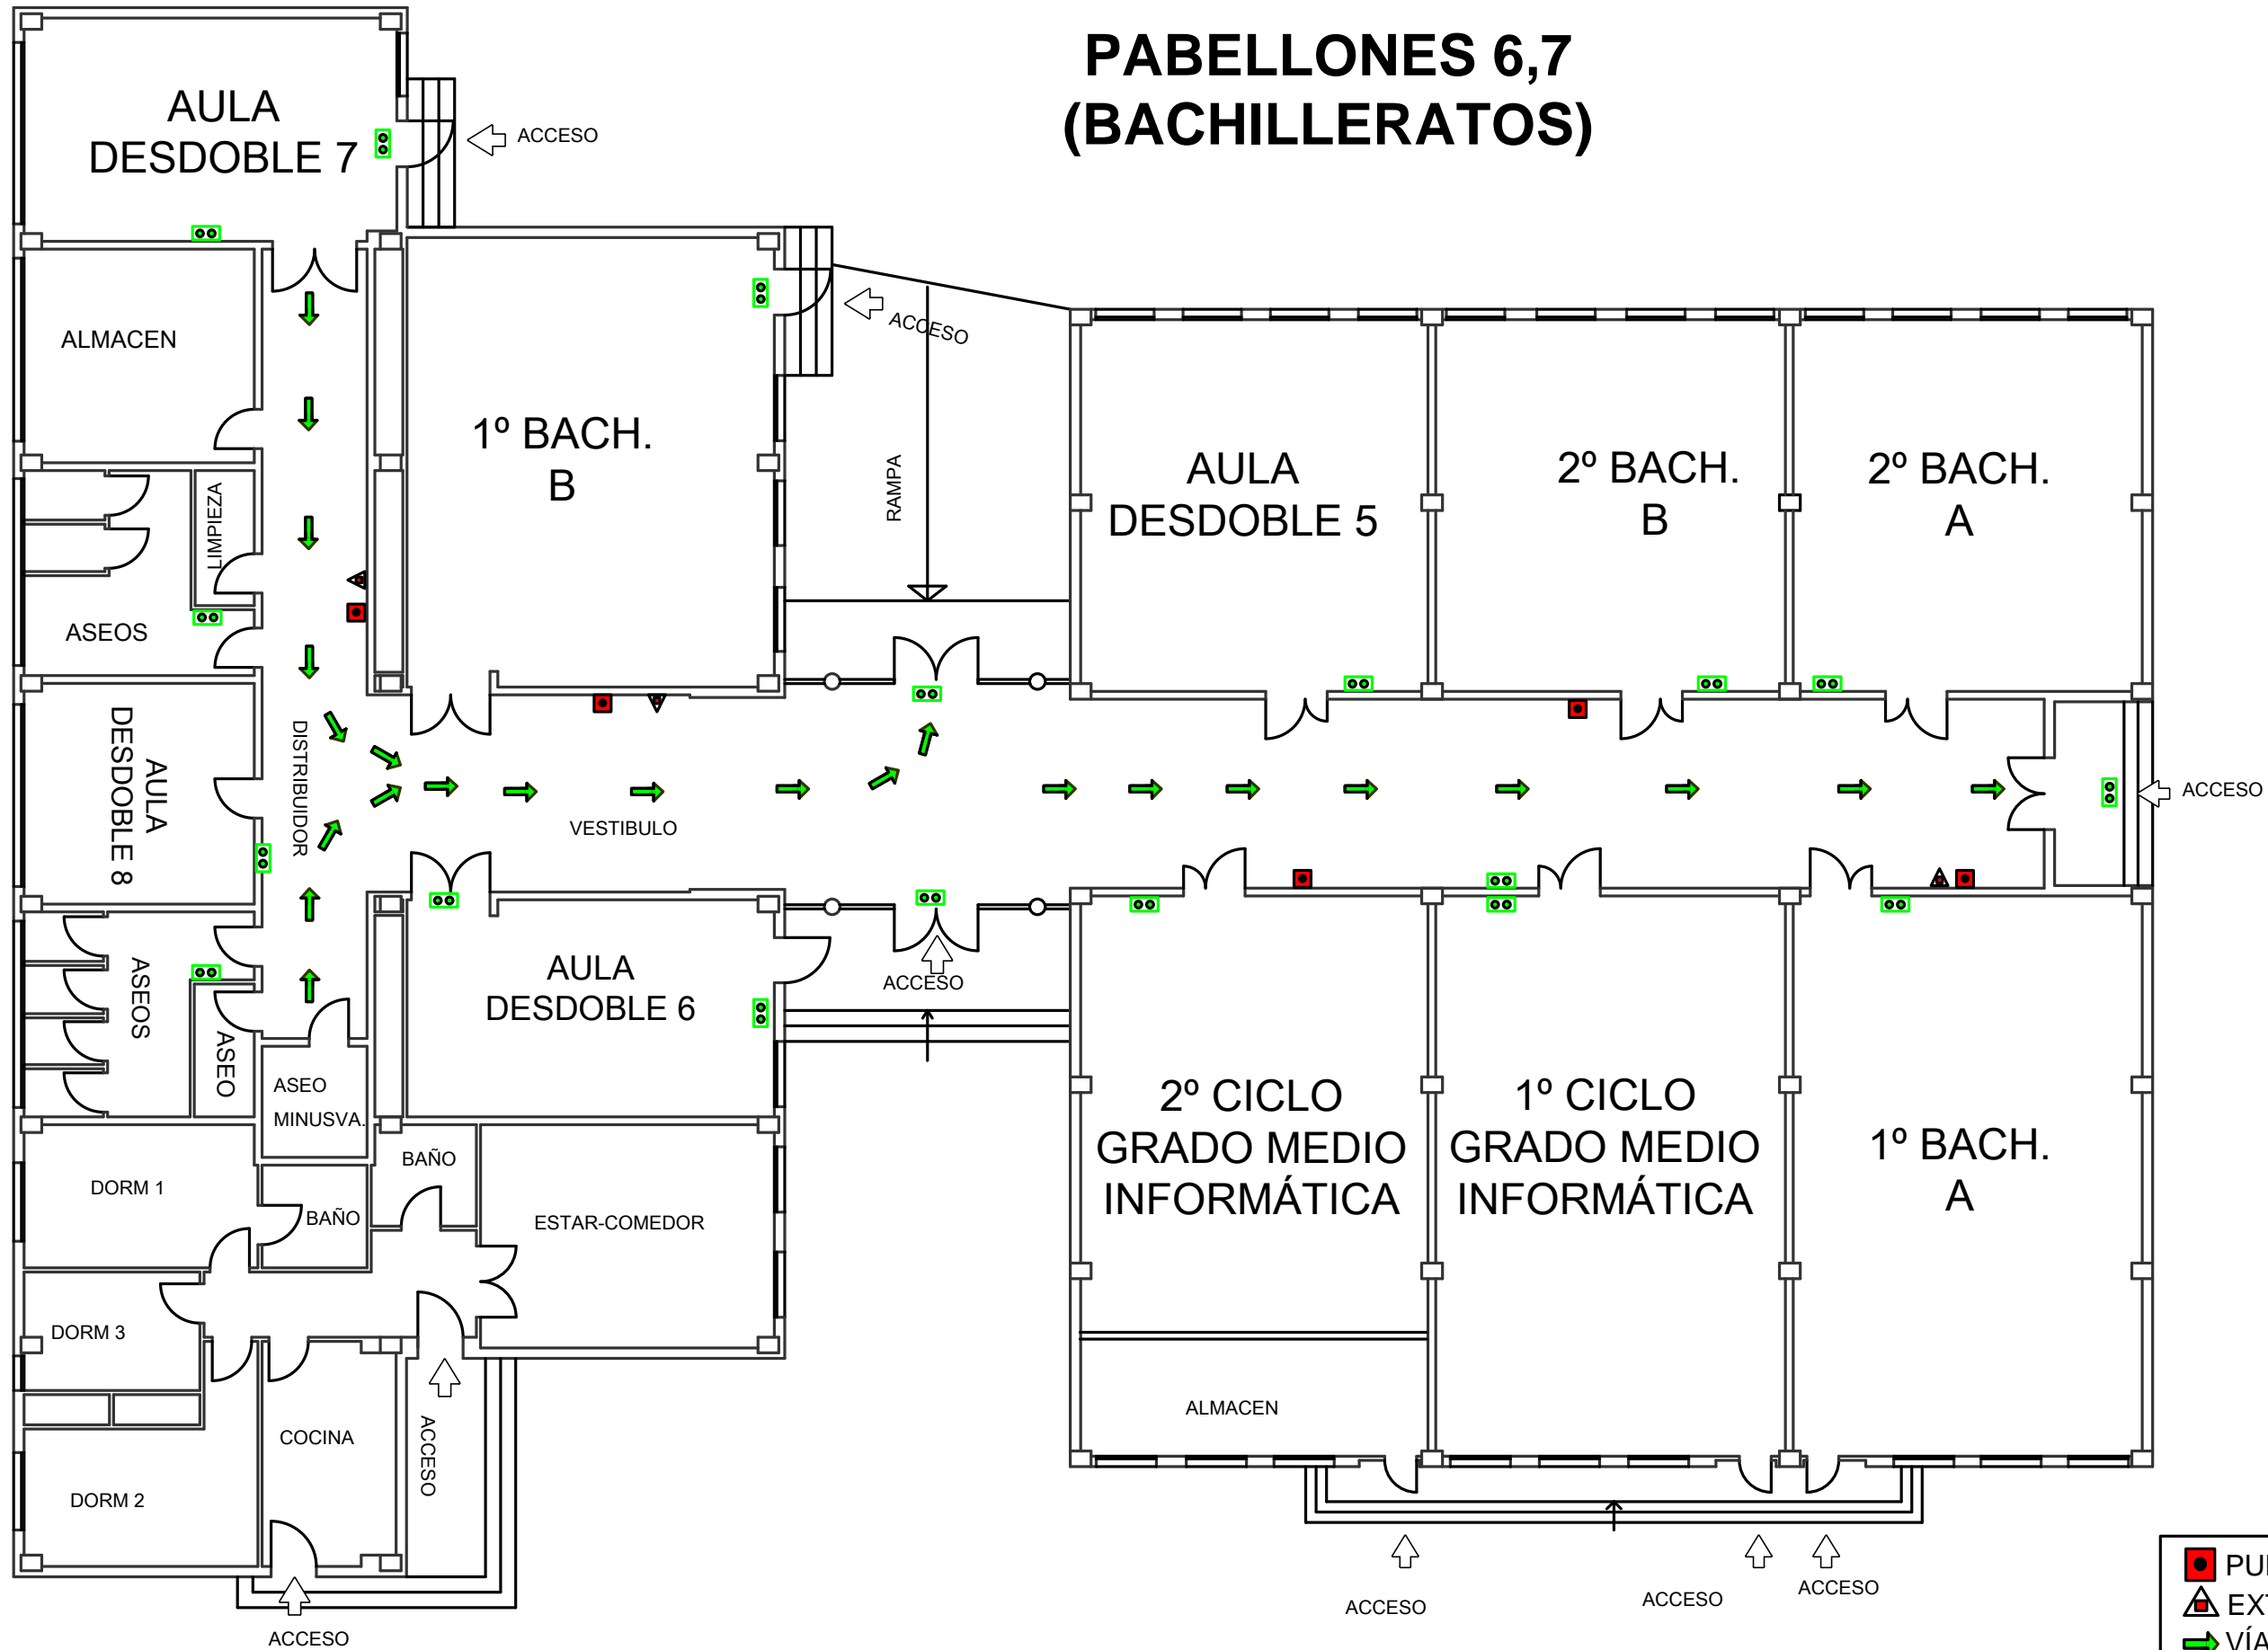 PABELLONES 6,7
(BACHILLERATOS)
AULA
DESDOBLE 7
ACCESO
ALMACEN
ACCESO
1º BACH.
B
RAMPA
LIMPIEZA
ASEOS
AULA
DESDOBLE 5
2º BACH.
B
2º BACH.
A
AULA
DESDOBLE 8
DISTRIBUIDOR
VESTIBULO
ACCESO
ASEOS
ASEO
ASEO
MINUSVA.
AULA
DESDOBLE 6
ACCESO
2º CICLO
GRADO MEDIO
INFORMÁTICA
1º CICLO
GRADO MEDIO
INFORMÁTICA
1º BACH.
A
DORM 1
BAÑO
BAÑO
ESTAR-COMEDOR
DORM 3
COCINA
ACCESO
DORM 2
ALMACEN
ACCESO
ACCESO
ACCESO
ACCESO